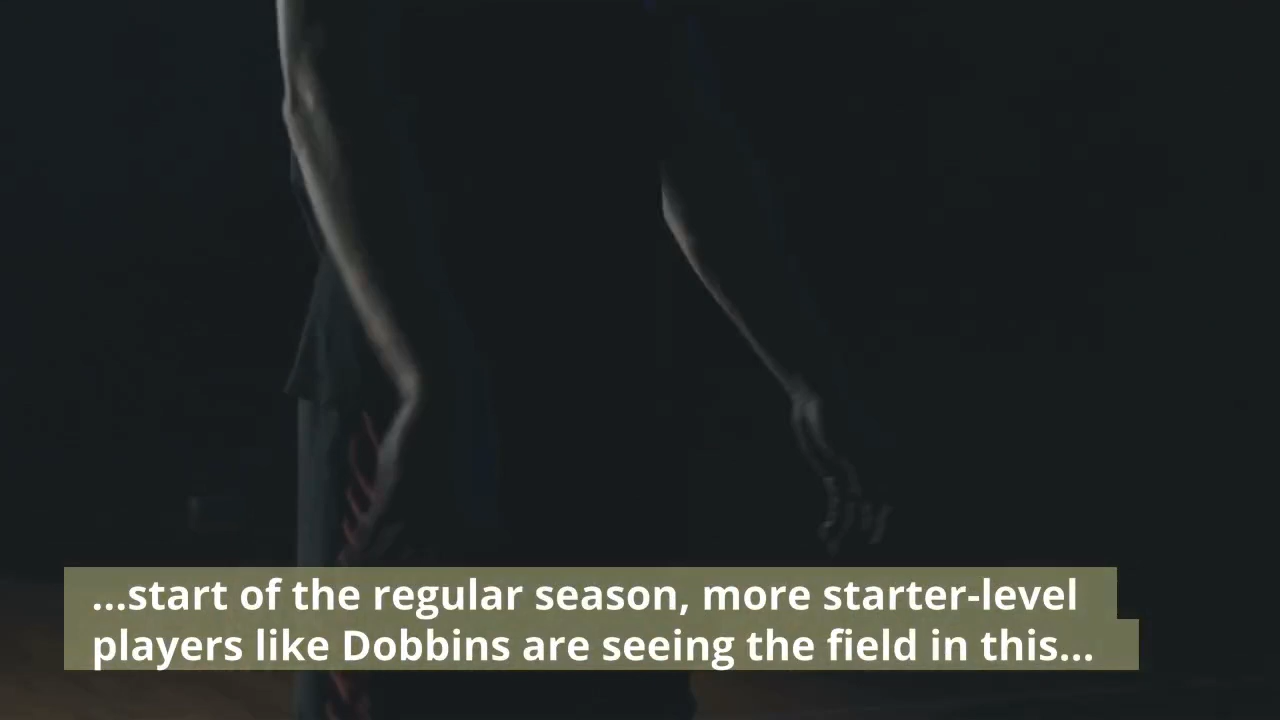 ...start of the regular season, more starter-level
players like Dobbins are seeing the field in this...